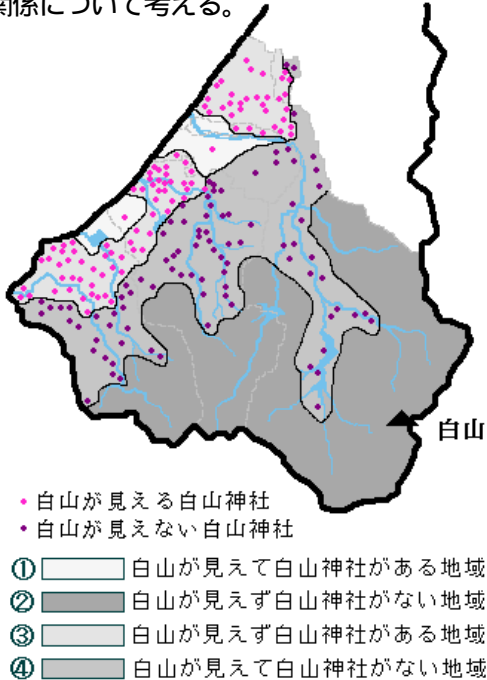 関係について考える。
白山
・白山が見える白山神社
・白山が見えない白山神社
① 白山が見えて白山神社がある地域
② 白山が見えず白山神社がない地域
③ 白山が見えず白山神社がある地域
④ 白山が見えて白山神社がない地域